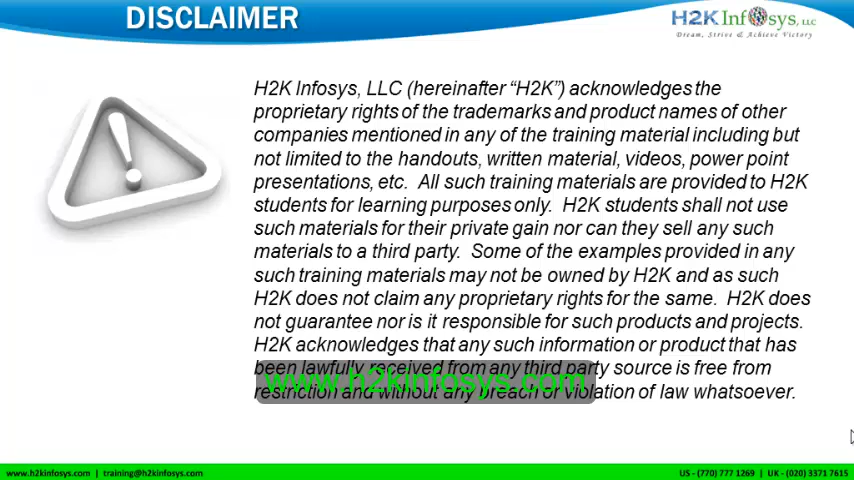 DISCLAIMER
H2K Infosys, LLC
Dream, Strive & Achieve Victory
H2K Infosys, LLC (hereinafter “H2K”) acknowledges the
proprietary rights of the trademarks and product names of other
companies mentioned in any of the training material including but
not limited to the handouts, written material, videos, power point
presentations, etc. All such training materials are provided to H2K
students for learning purposes only. H2K students shall not use
such materials for their private gain nor can they sell any such
materials to a third party. Some of the examples provided in any
such training materials may not be owned by H2K and as such
H2K does not claim any proprietary rights for the same. H2K does
not guarantee nor is it responsible for such products and projects.
H2K acknowledges that any such information or product that has
been lawfully received from any third party source is free from
www.h2kinfosys.com
restriction and without any breach or violation of law whatsoever.
www.h2kinfosys.com | training@h2kinfosys.com
US - (770) 777 1269 | UK - (020) 3371 7615